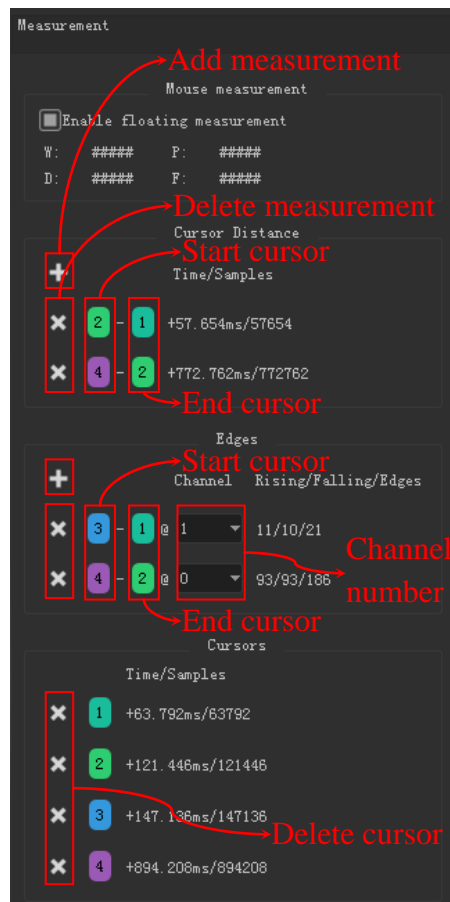 Measurement
Add measurement
Mouse measurement
Enable floating measurement
W: ##### P: #####
D: ##### F: #####
Delete measurement
Cursor Distance
Start cursor
Time/Samples
2 - 1 +57.654ms/57654
4 - 2 +772.762ms/772762
End cursor
Edges
Start cursor
Channel Rising/Falling/Edges
3 - 1 @ 1 11/10/21
Channel
4 - 2 @ 0 93/93/186
number
End cursor
Cursors
Time/Samples
1 +63.792ms/63792
2 +121.446ms/121446
3 +147.136ms/147136
Delete cursor
4 +894.208ms/894208